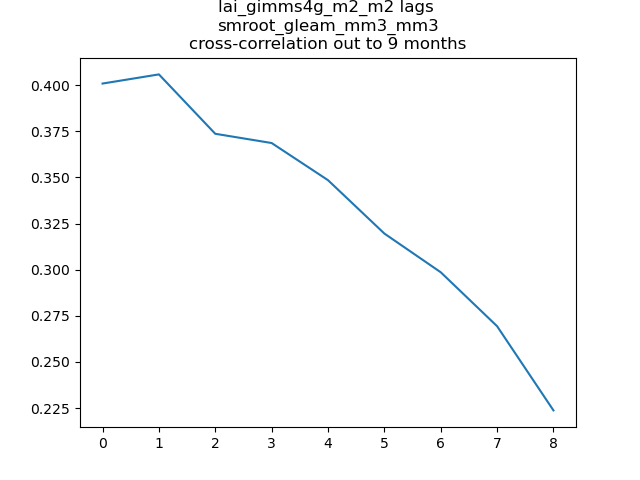 lai_gimms4g_m2_m2 lags
smroot_gleam_mm3_mm3
cross-correlation out to 9 months
0.400
0.375
0.350
0.325
0.300
0.275
0.250
0.225
0 1 2 3 4 5 6 7 8